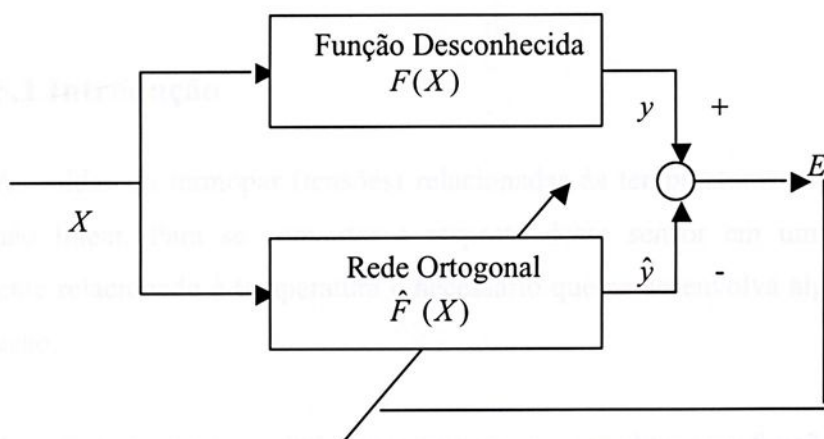 Função Desconhecida
F(X)
y
+
E
X
Rede Ortogonal
F̂ (X)
ŷ
-